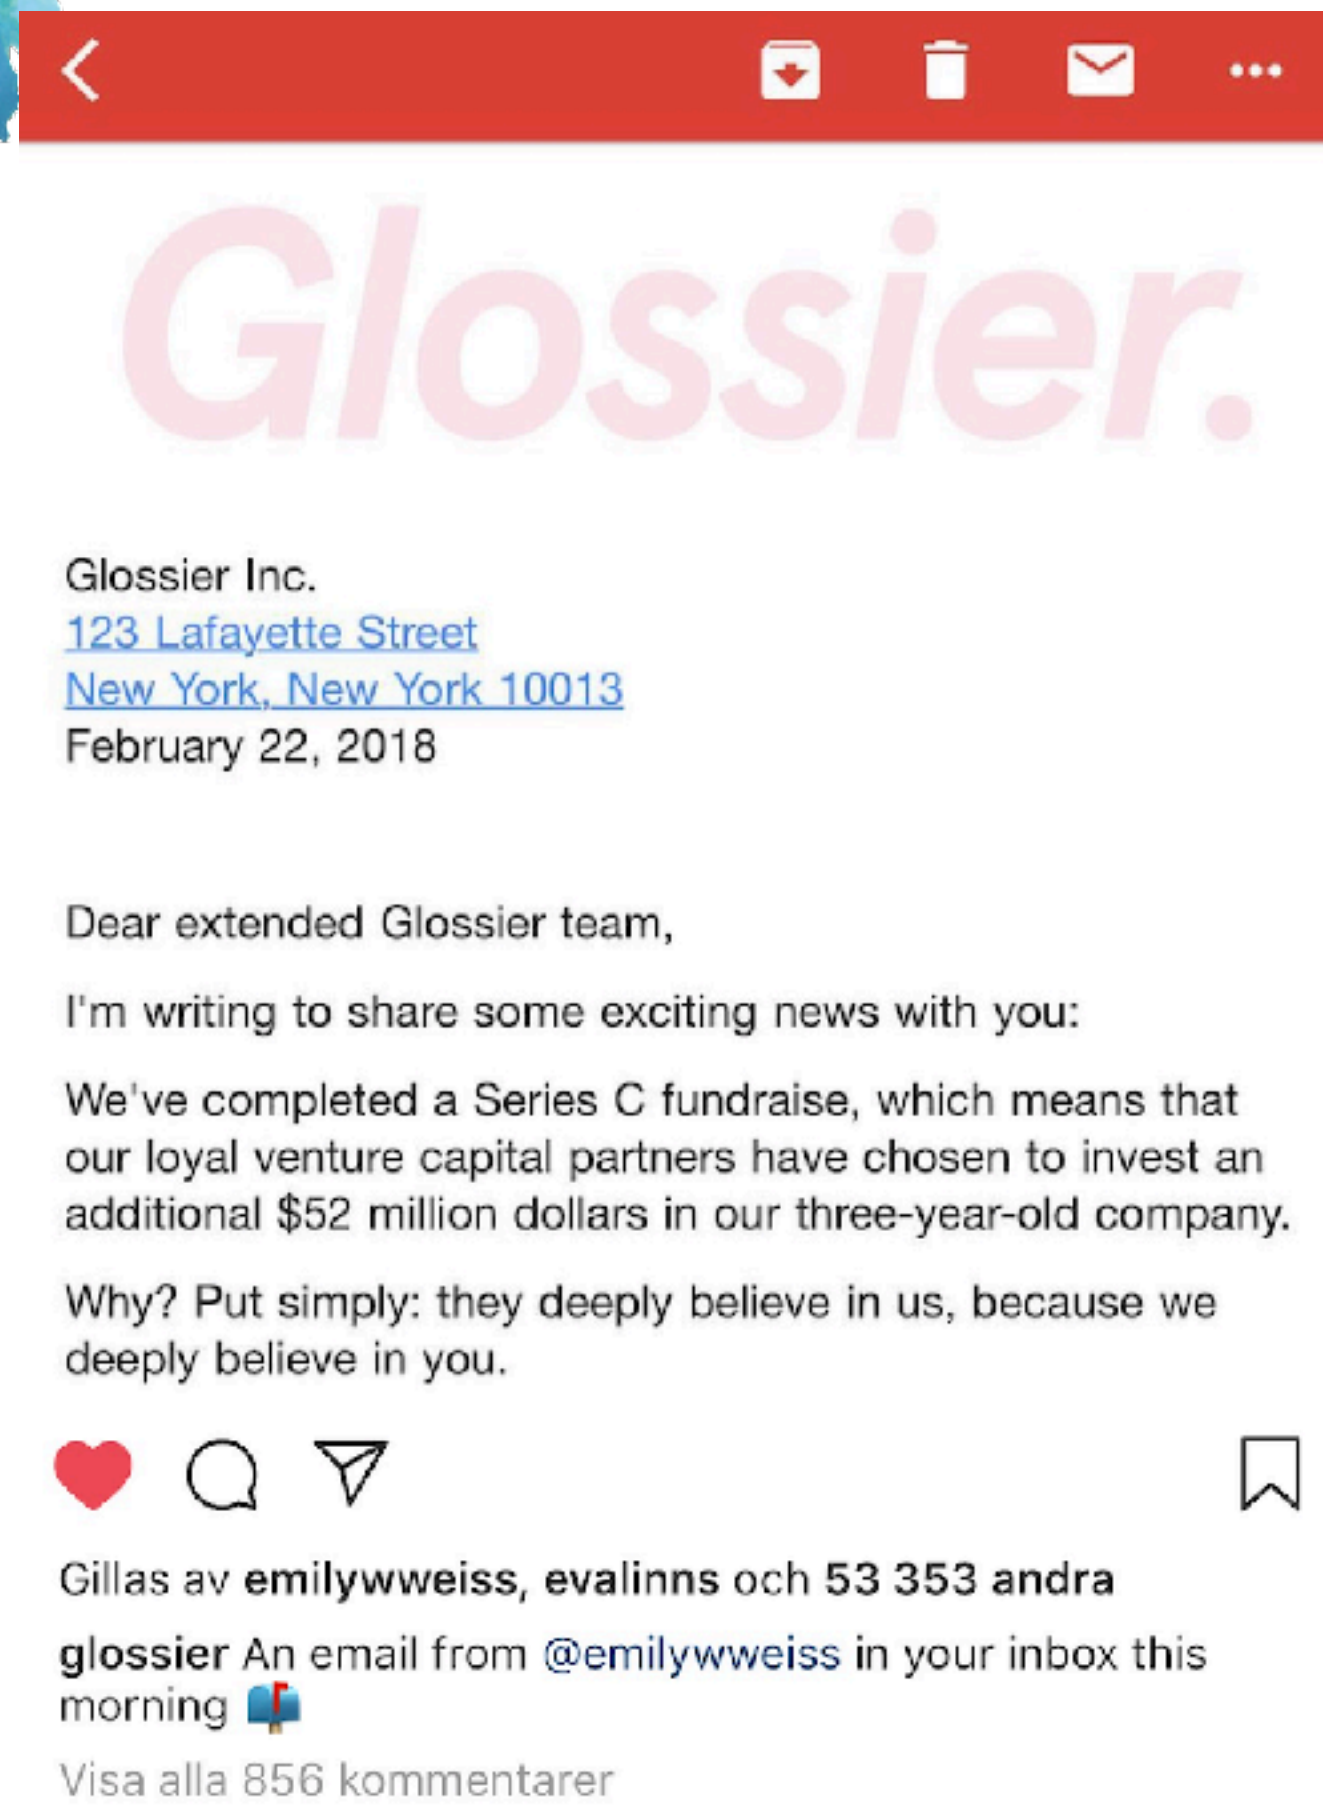 Glossier.
Glossier Inc.
123 Lafayette Street
New York, New York 10013
February 22, 2018
Dear extended Glossier team,
I'm writing to share some exciting news with you:
We've completed a Series C fundraise, which means that
our loyal venture capital partners have chosen to invest an
additional $52 million dollars in our three-year-old company.
Why? Put simply: they deeply believe in us, because we
deeply believe in you.
Gillas av emilywweiss, evalinns och 53 353 andra
glossier An email from @emilywweiss in your inbox this
morning 📫
Visa alla 856 kommentarer